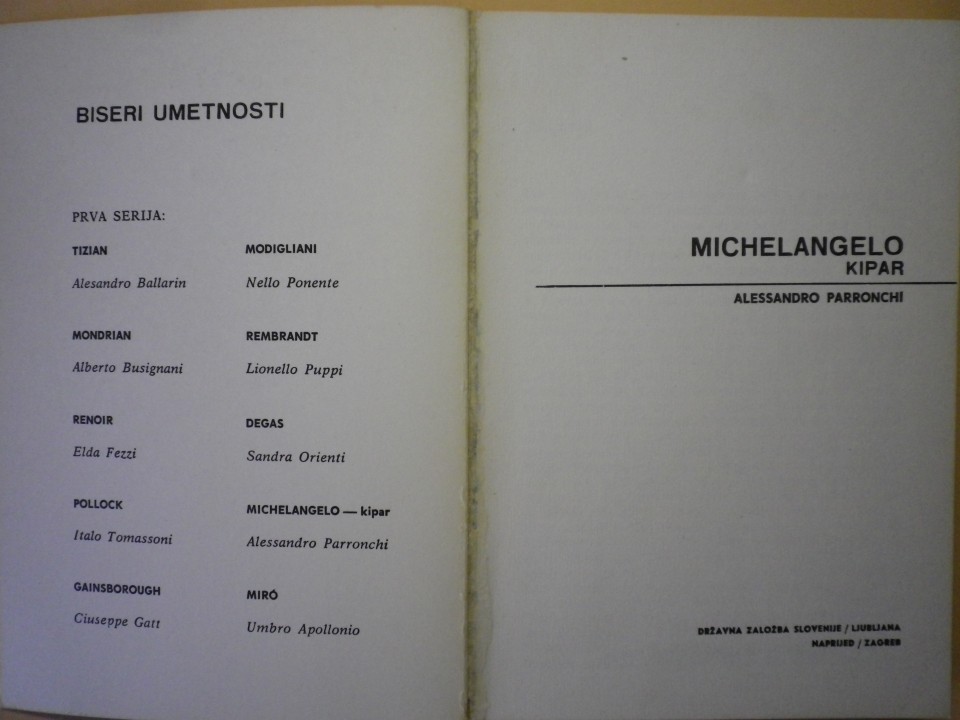 BISERI UMETNOSTI
PRVA SERIJA:
TIZIAN
Alesandro Ballarin
MONDRIAN
Alberto Busignani
RENOIR
Elda Fezzi
POLLOCK
Italo Tomassoni
GAINSBOROUGH
Ciuseppe Gatt
MODIGLIANI
Nello Ponente
REMBRANDT
Lionello Puppi
DEGAS
Sandra Orienti
MICHELANGELO — kipar
Alessandro Parronchi
MIRÓ
Umbro Apollonio
MICHELANGELO
KIPAR
ALESSANDRO PARRONCHI
DRŽAVNA ZALOŽBA SLOVENIJE / LJUBLJANA
NAPRIJED / ZAGREB